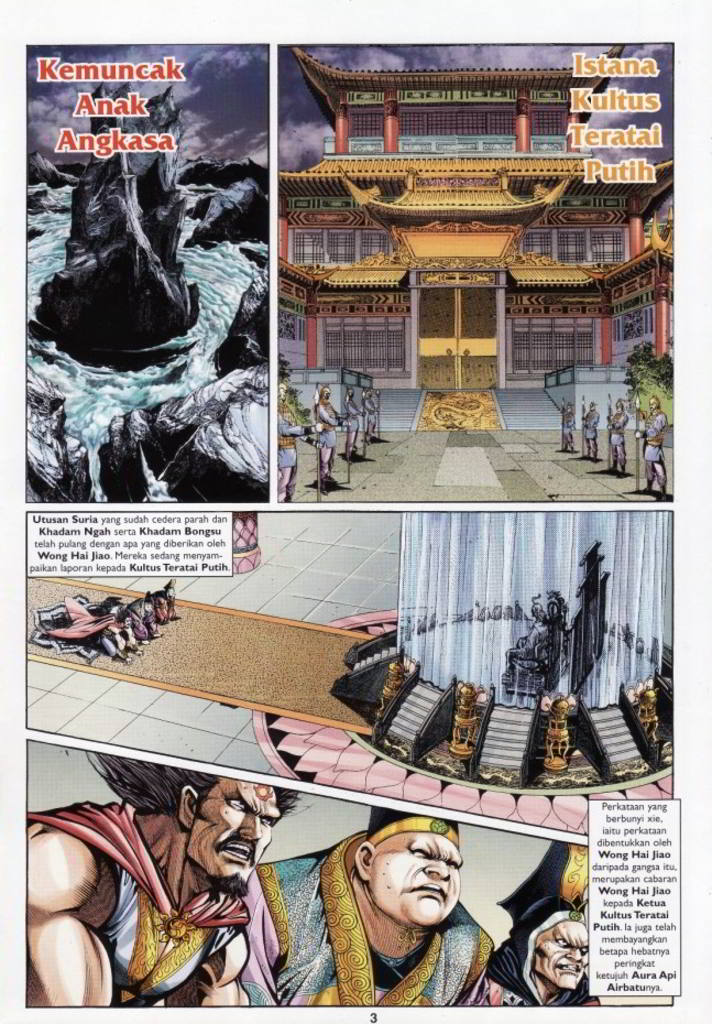 Kemuncak
Anak
Angkasa
Istana
Kultus
Teratai
Putih
Utusan Suria yang sudah cedera parah dan
Khadam Ngah serta Khadam Bongsu
telah pulang dengan apa yang diberikan oleh
Wong Hai Jiao. Mereka sedang menyam-
paikan laporan kepada Kultus Teratai Putih.
Perkataan yang
berbunyi xie,
iaitu perkataan
dibentukkan oleh
Wong Hai Jiao
daripada gangsa itu,
merupakan cabaran
Wong Hai Jiao
kepada Ketua
Kultus Teratai
Putih. Ia juga telah
membayangkan
betapa hebatnya
peringkat
ketujuh Aura Api
Airbatunya.
3